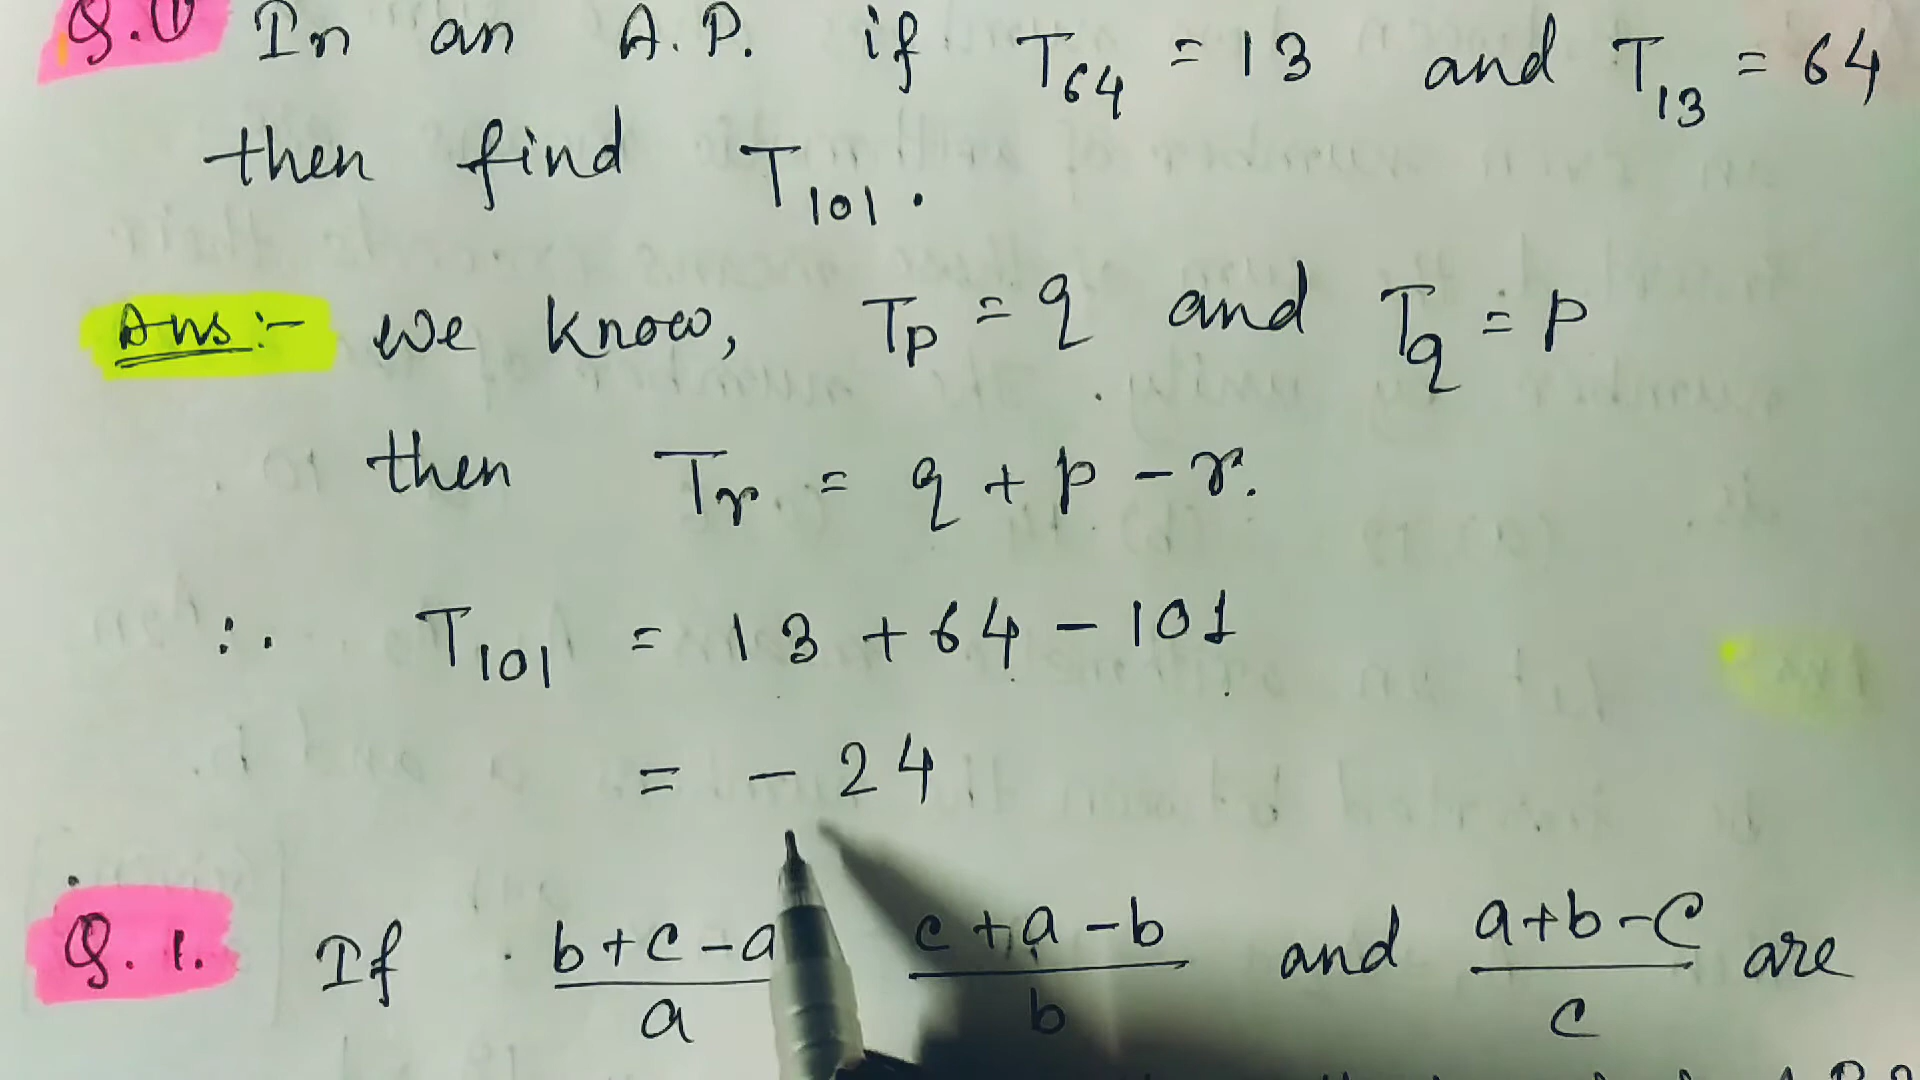 Q.① In an A.P. if T₆₄ = 13 and T₁₃ = 64
then find T₁₀₁.
Ans:- We know, Tp = q and Tq = p
then Tr = q + p - r.
∴ T₁₀₁ = 13 + 64 - 101
= - 24
Q. 1. If (b+c-a)/a (c+a-b)/b and (a+b-c)/c are